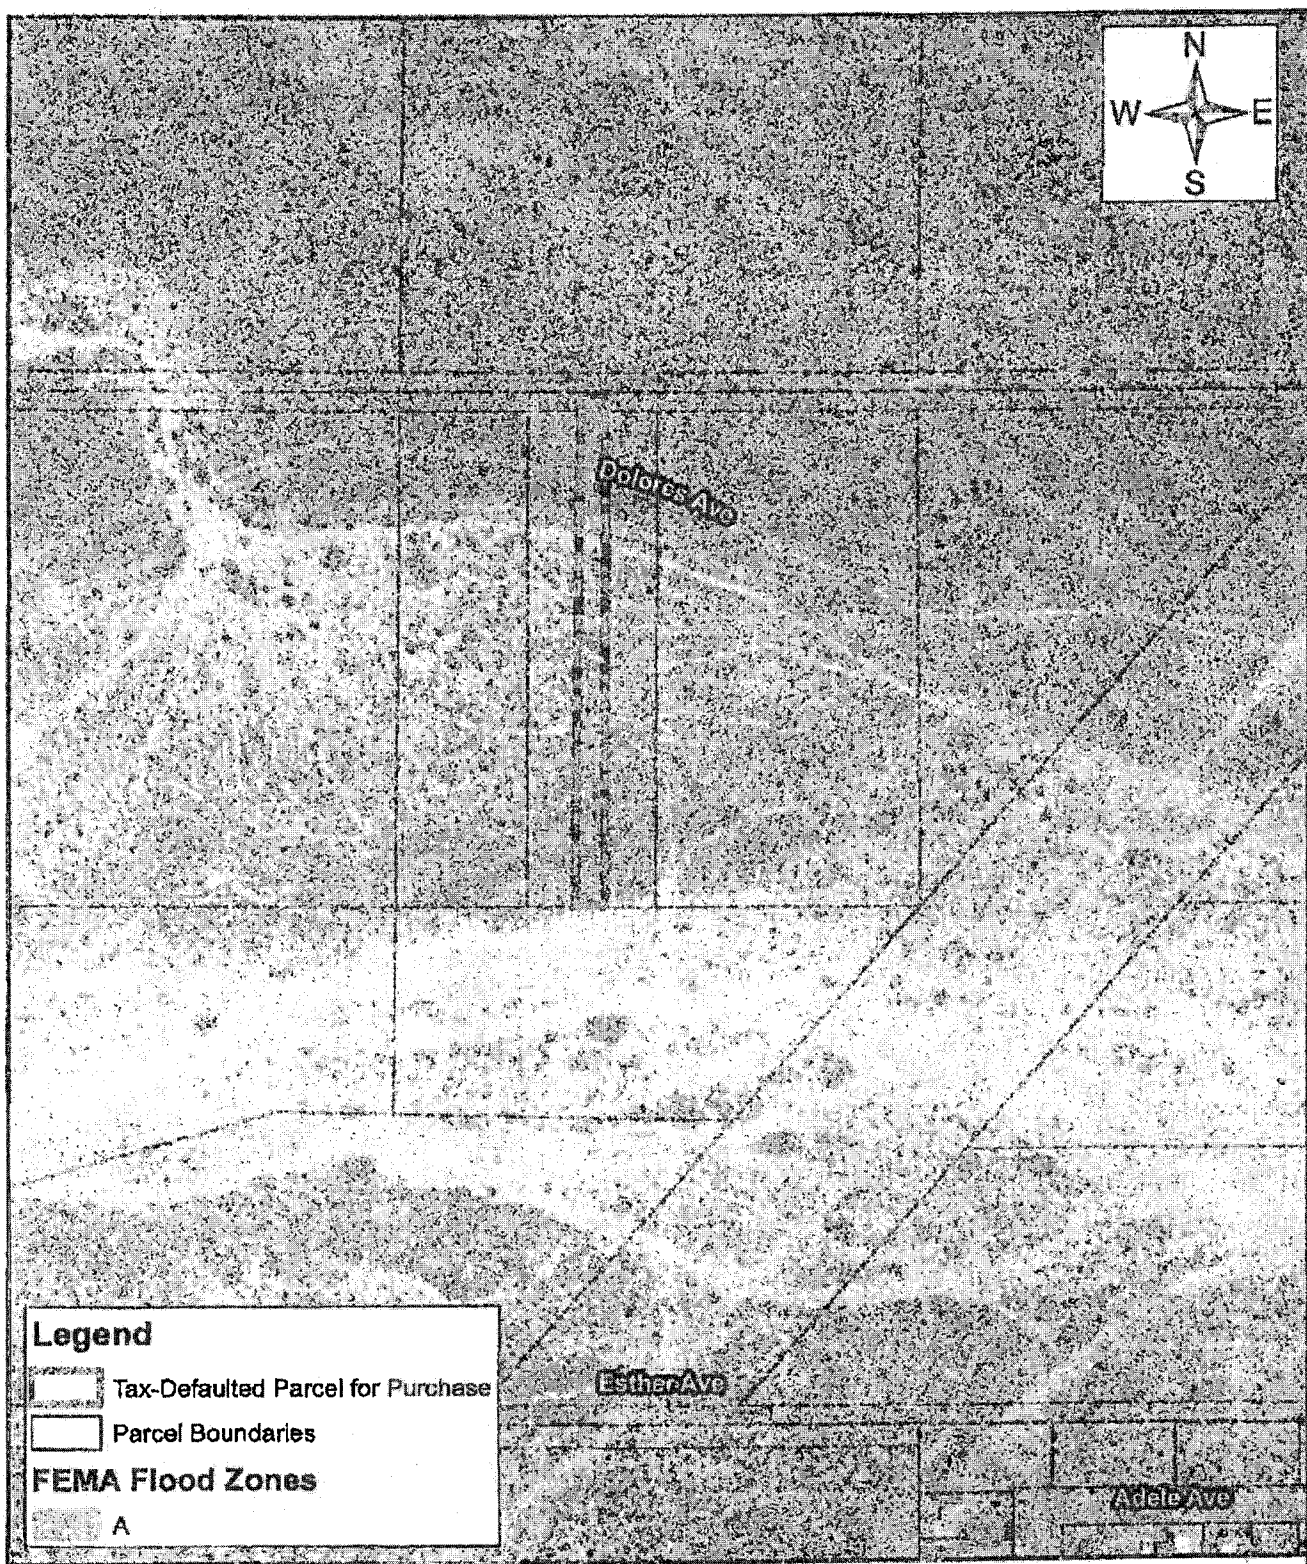 N
W E
S
Dolores Ave
Legend
Tax-Defaulted Parcel for Purchase
Parcel Boundaries
FEMA Flood Zones
A
Esther Ave
Adele Ave